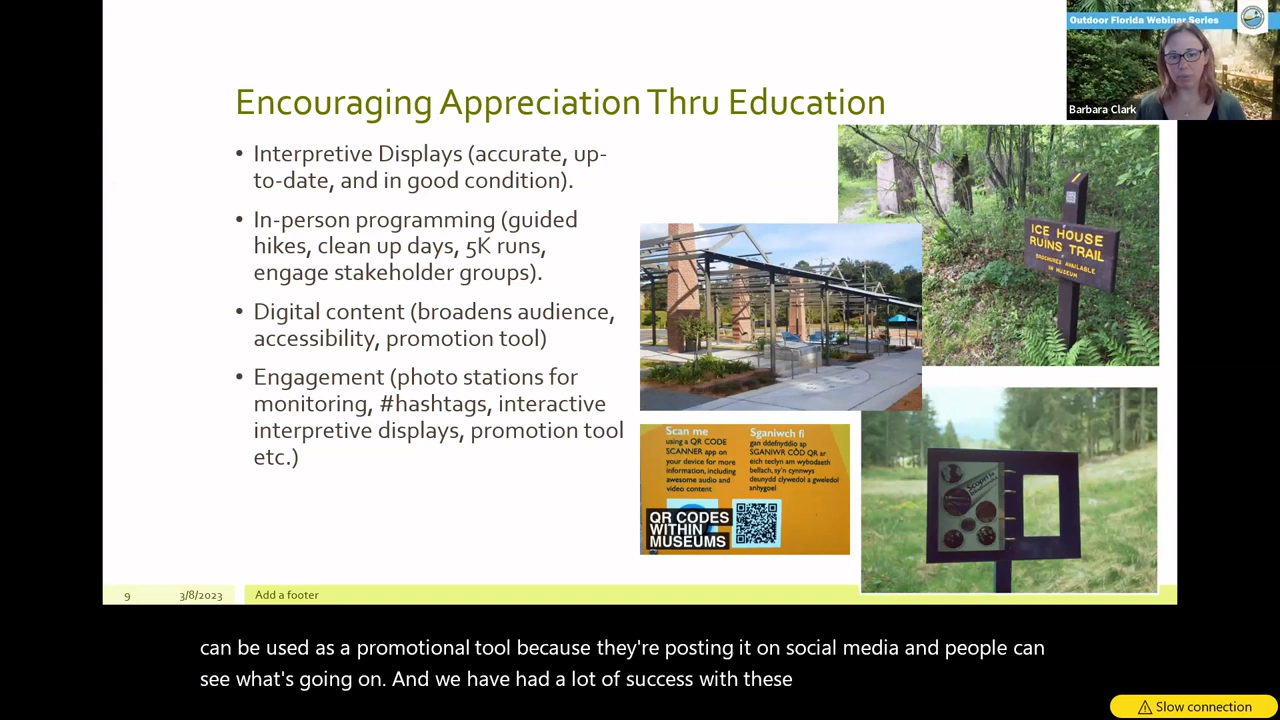 Outdoor Florida Webinar Series
Barbara Clark
Encouraging Appreciation Thru Education
• Interpretive Displays (accurate, up-
to-date, and in good condition).
• In-person programming (guided
hikes, clean up days, 5K runs,
engage stakeholder groups).
• Digital content (broadens audience,
accessibility, promotion tool)
• Engagement (photo stations for
monitoring, #hashtags, interactive
interpretive displays, promotion tool
etc.)
ICE HOUSE
RUINS TRAIL
BROCHURES AVAILABLE
IN MUSEUM
Scan me
using a QR CODE
SCANNER app on
your device for more
information, including
awesome audio and
video content
Sganiwch fi
gan ddefnyddio ap
SGANIWR CÔD QR ar
eich teclyn am wybodaeth
bellach, sy'n cynnwys
deunydd clywedol a gweledol
anhygoel
QR CODES
WITHIN
MUSEUMS
9
3/8/2023
Add a footer
can be used as a promotional tool because they're posting it on social media and people can
see what's going on. And we have had a lot of success with these
Slow connection